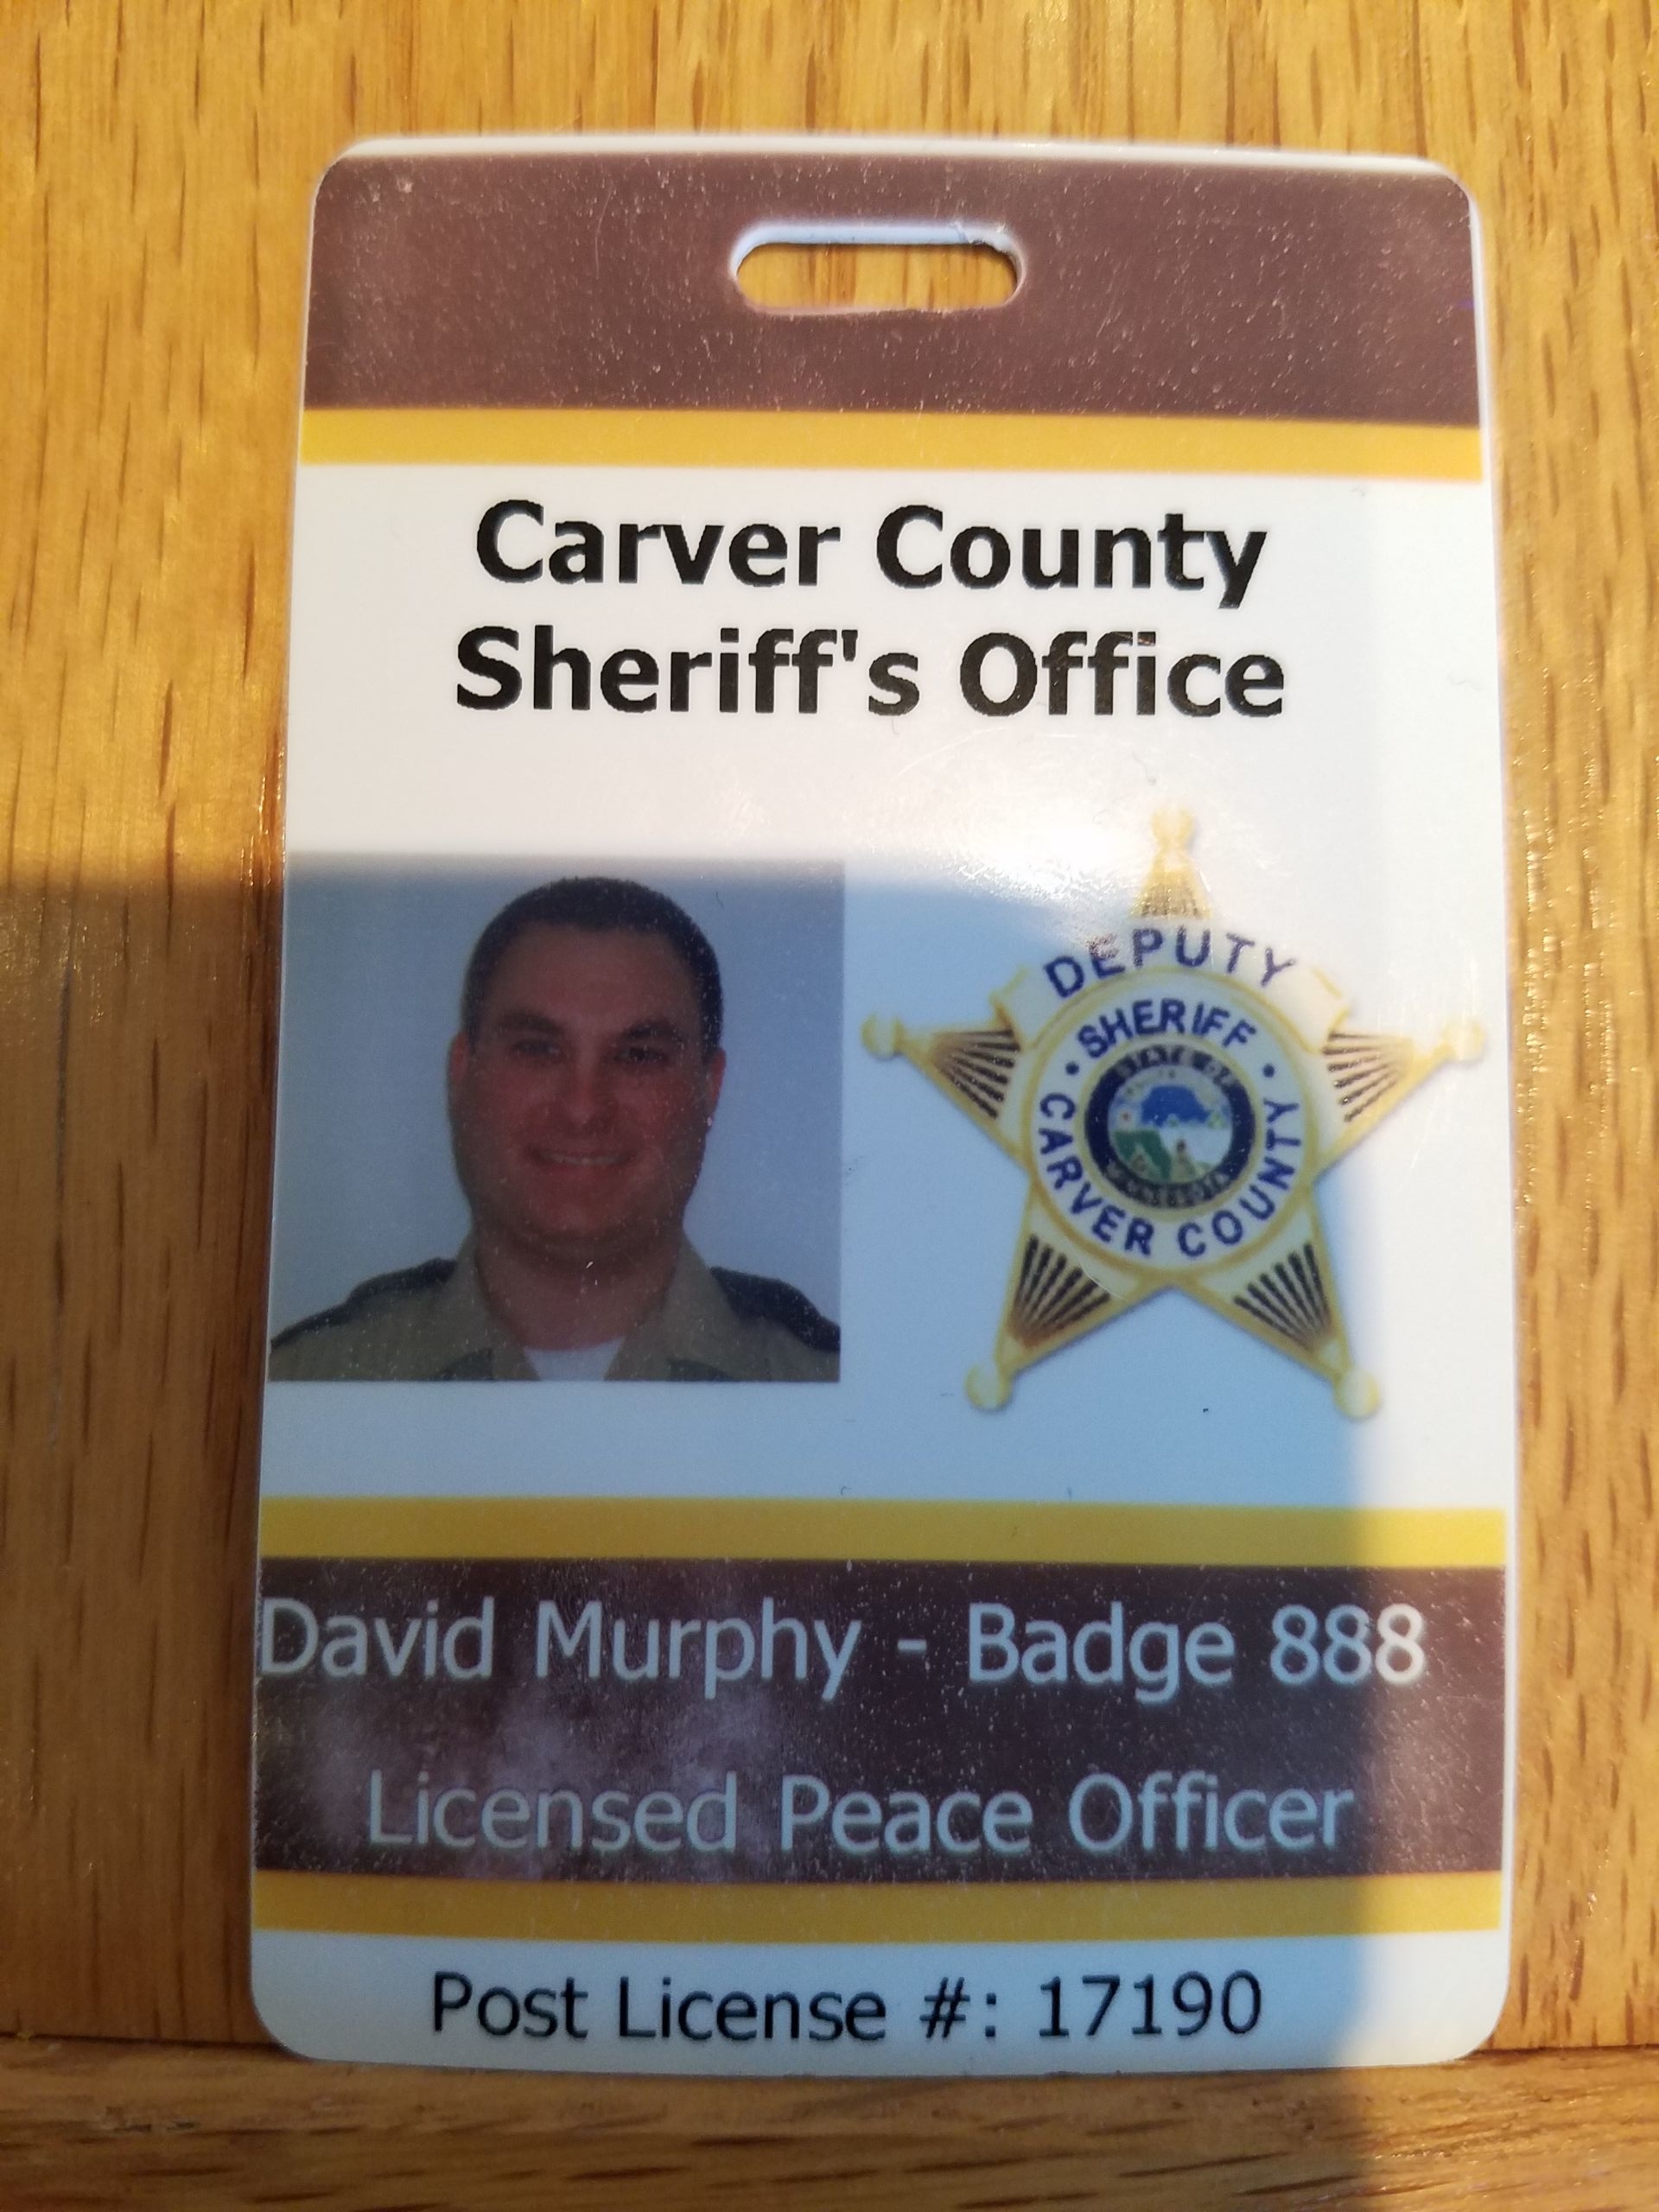 Carver County
Sheriff's Office
DEPUTY
SHERIFF
CARVER COUNTY
David Murphy - Badge 888
Licensed Peace Officer
Post License #: 17190